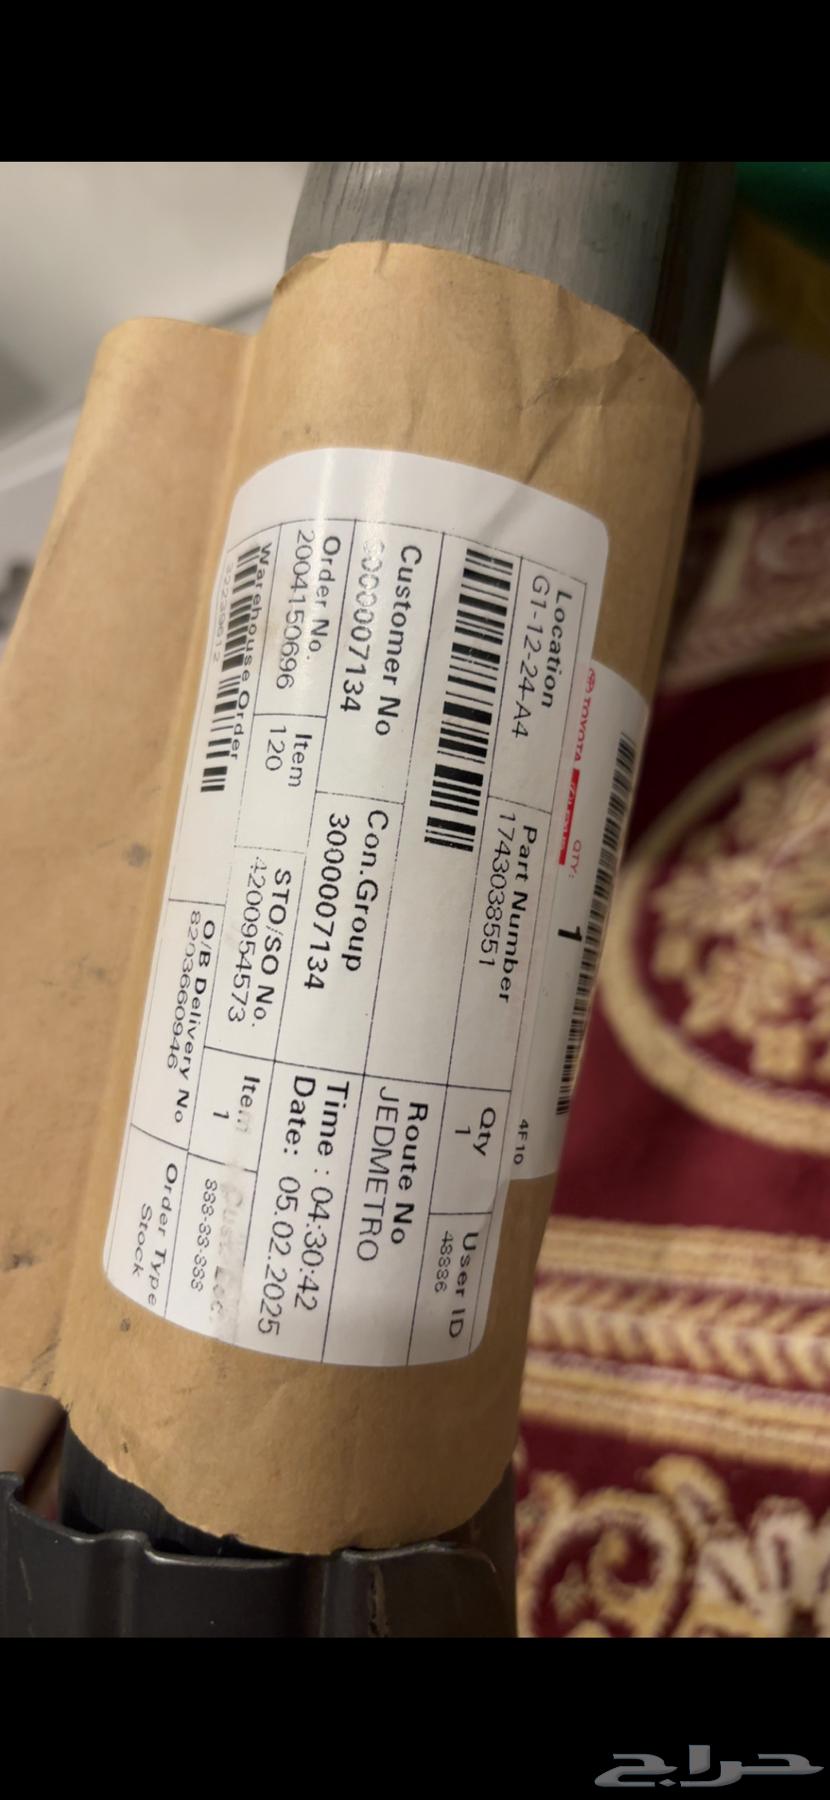 TOYOTA
QTY:
1
4F10
Location
G1-12-24-A4
Part Number
1743038551
Qty
1
User ID
48886
Customer No
3000007134
Con.Group
3000007134
Route No
JEDMETRO
Order No.
2004150696
Item
120
STO/SO No.
4200954573
Item
1
Time : 04:30:42
Date: 05.02.2025
Warehouse Order
O/B Delivery No
8203660946
888-88-888
Order Type
Stock
حراج